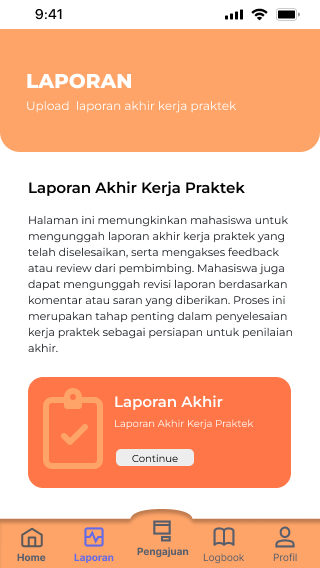 9:41
LAPORAN
Upload laporan akhir kerja praktek
Laporan Akhir Kerja Praktek
Halaman ini memungkinkan mahasiswa untuk
mengunggah laporan akhir kerja praktek yang
telah diselesaikan, serta mengakses feedback
atau review dari pembimbing. Mahasiswa juga
dapat mengunggah revisi laporan berdasarkan
komentar atau saran yang diberikan. Proses ini
merupakan tahap penting dalam penyelesaian
kerja praktek sebagai persiapan untuk penilaian
akhir.
Laporan Akhir
Laporan Akhir Kerja Praktek
Continue
Home
Laporan
Pengajuan
Logbook
Profil